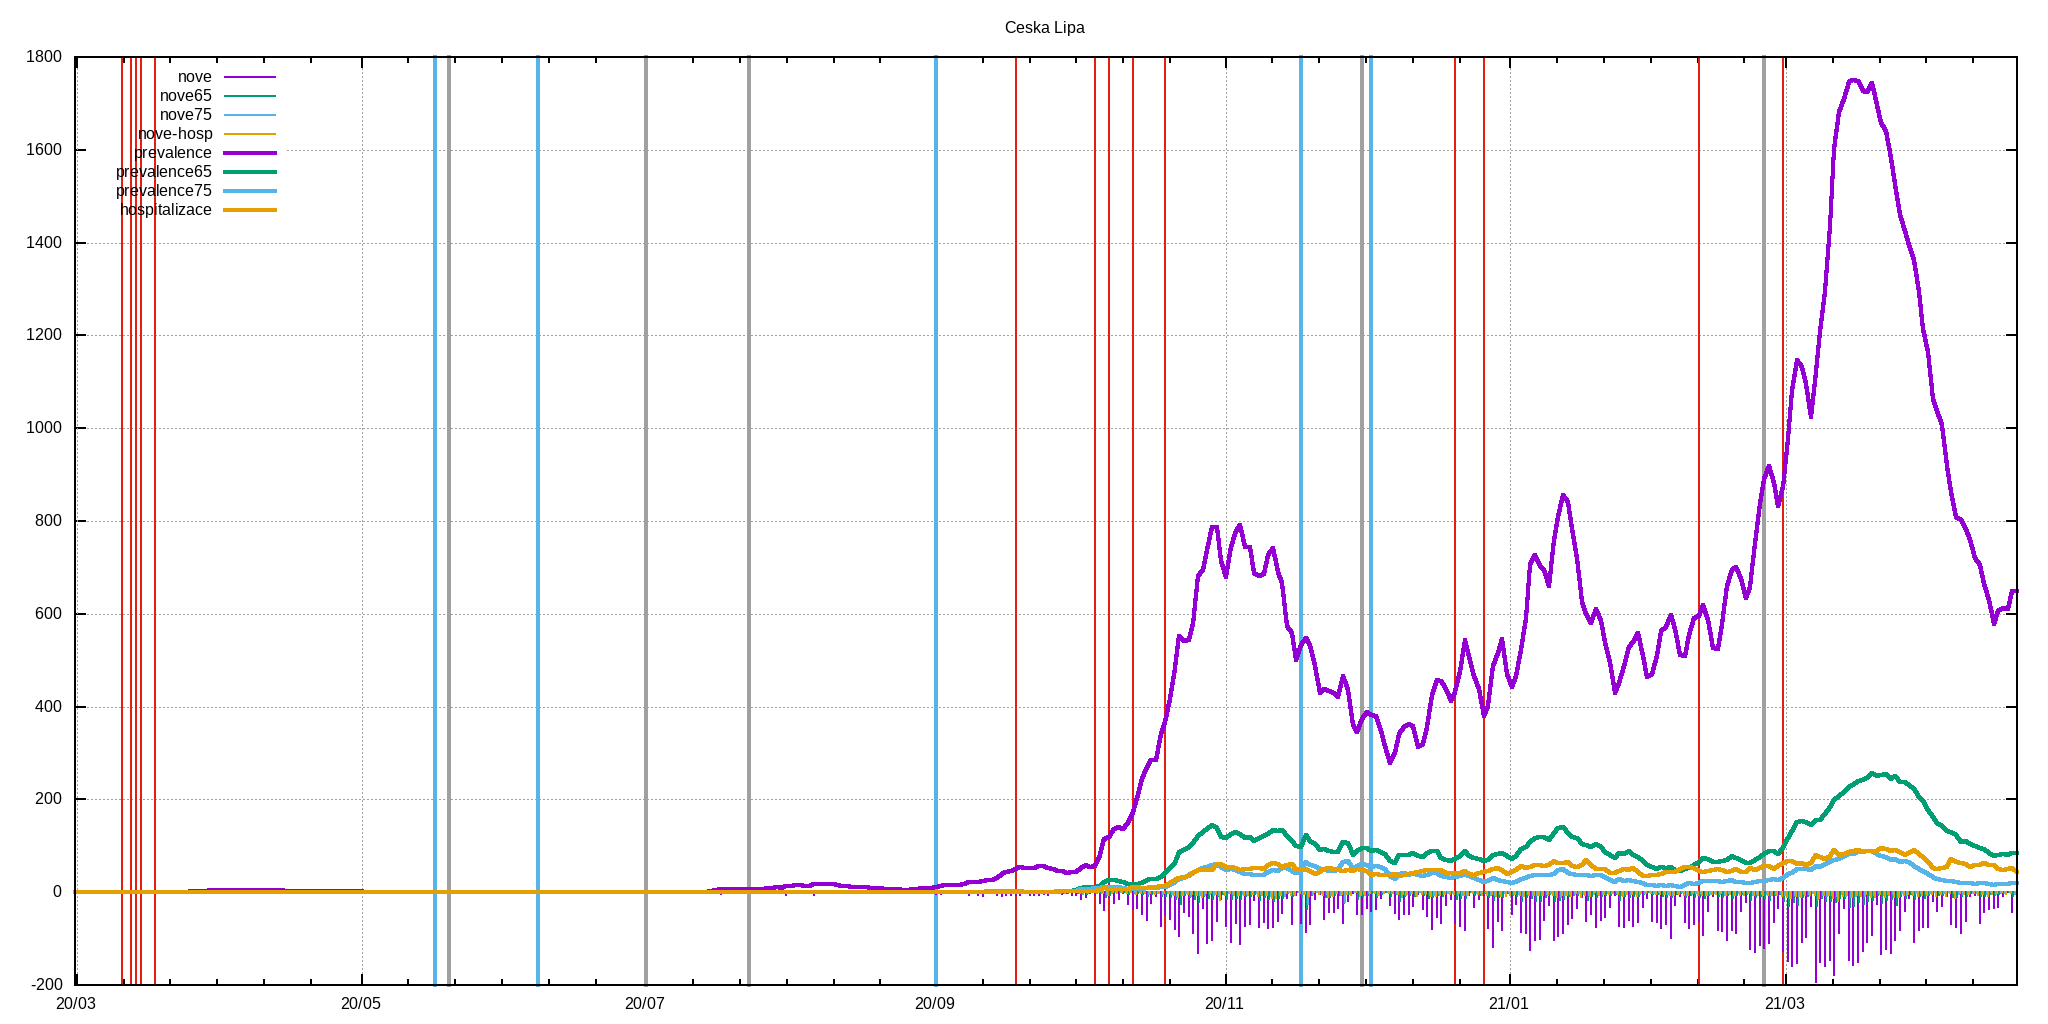 Ceska Lipa
1800
1600
1400
1200
1000
800
600
400
200
0
-200
nove
nove65
nove75
nove-hosp
prevalence
prevalence65
prevalence75
hospitalizace
20/03 20/05 20/07 20/09 20/11 21/01 21/03